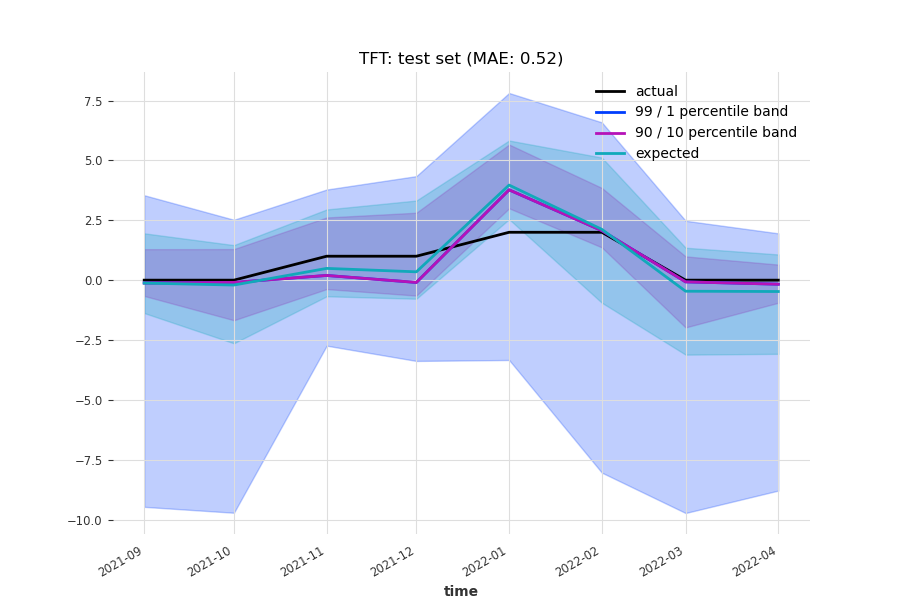 TFT: test set (MAE: 0.52)
actual
99 / 1 percentile band
90 / 10 percentile band
expected
7.5
5.0
2.5
0.0
−2.5
−5.0
−7.5
−10.0
2021-09
2021-10
2021-11
2021-12
2022-01
2022-02
2022-03
2022-04
time